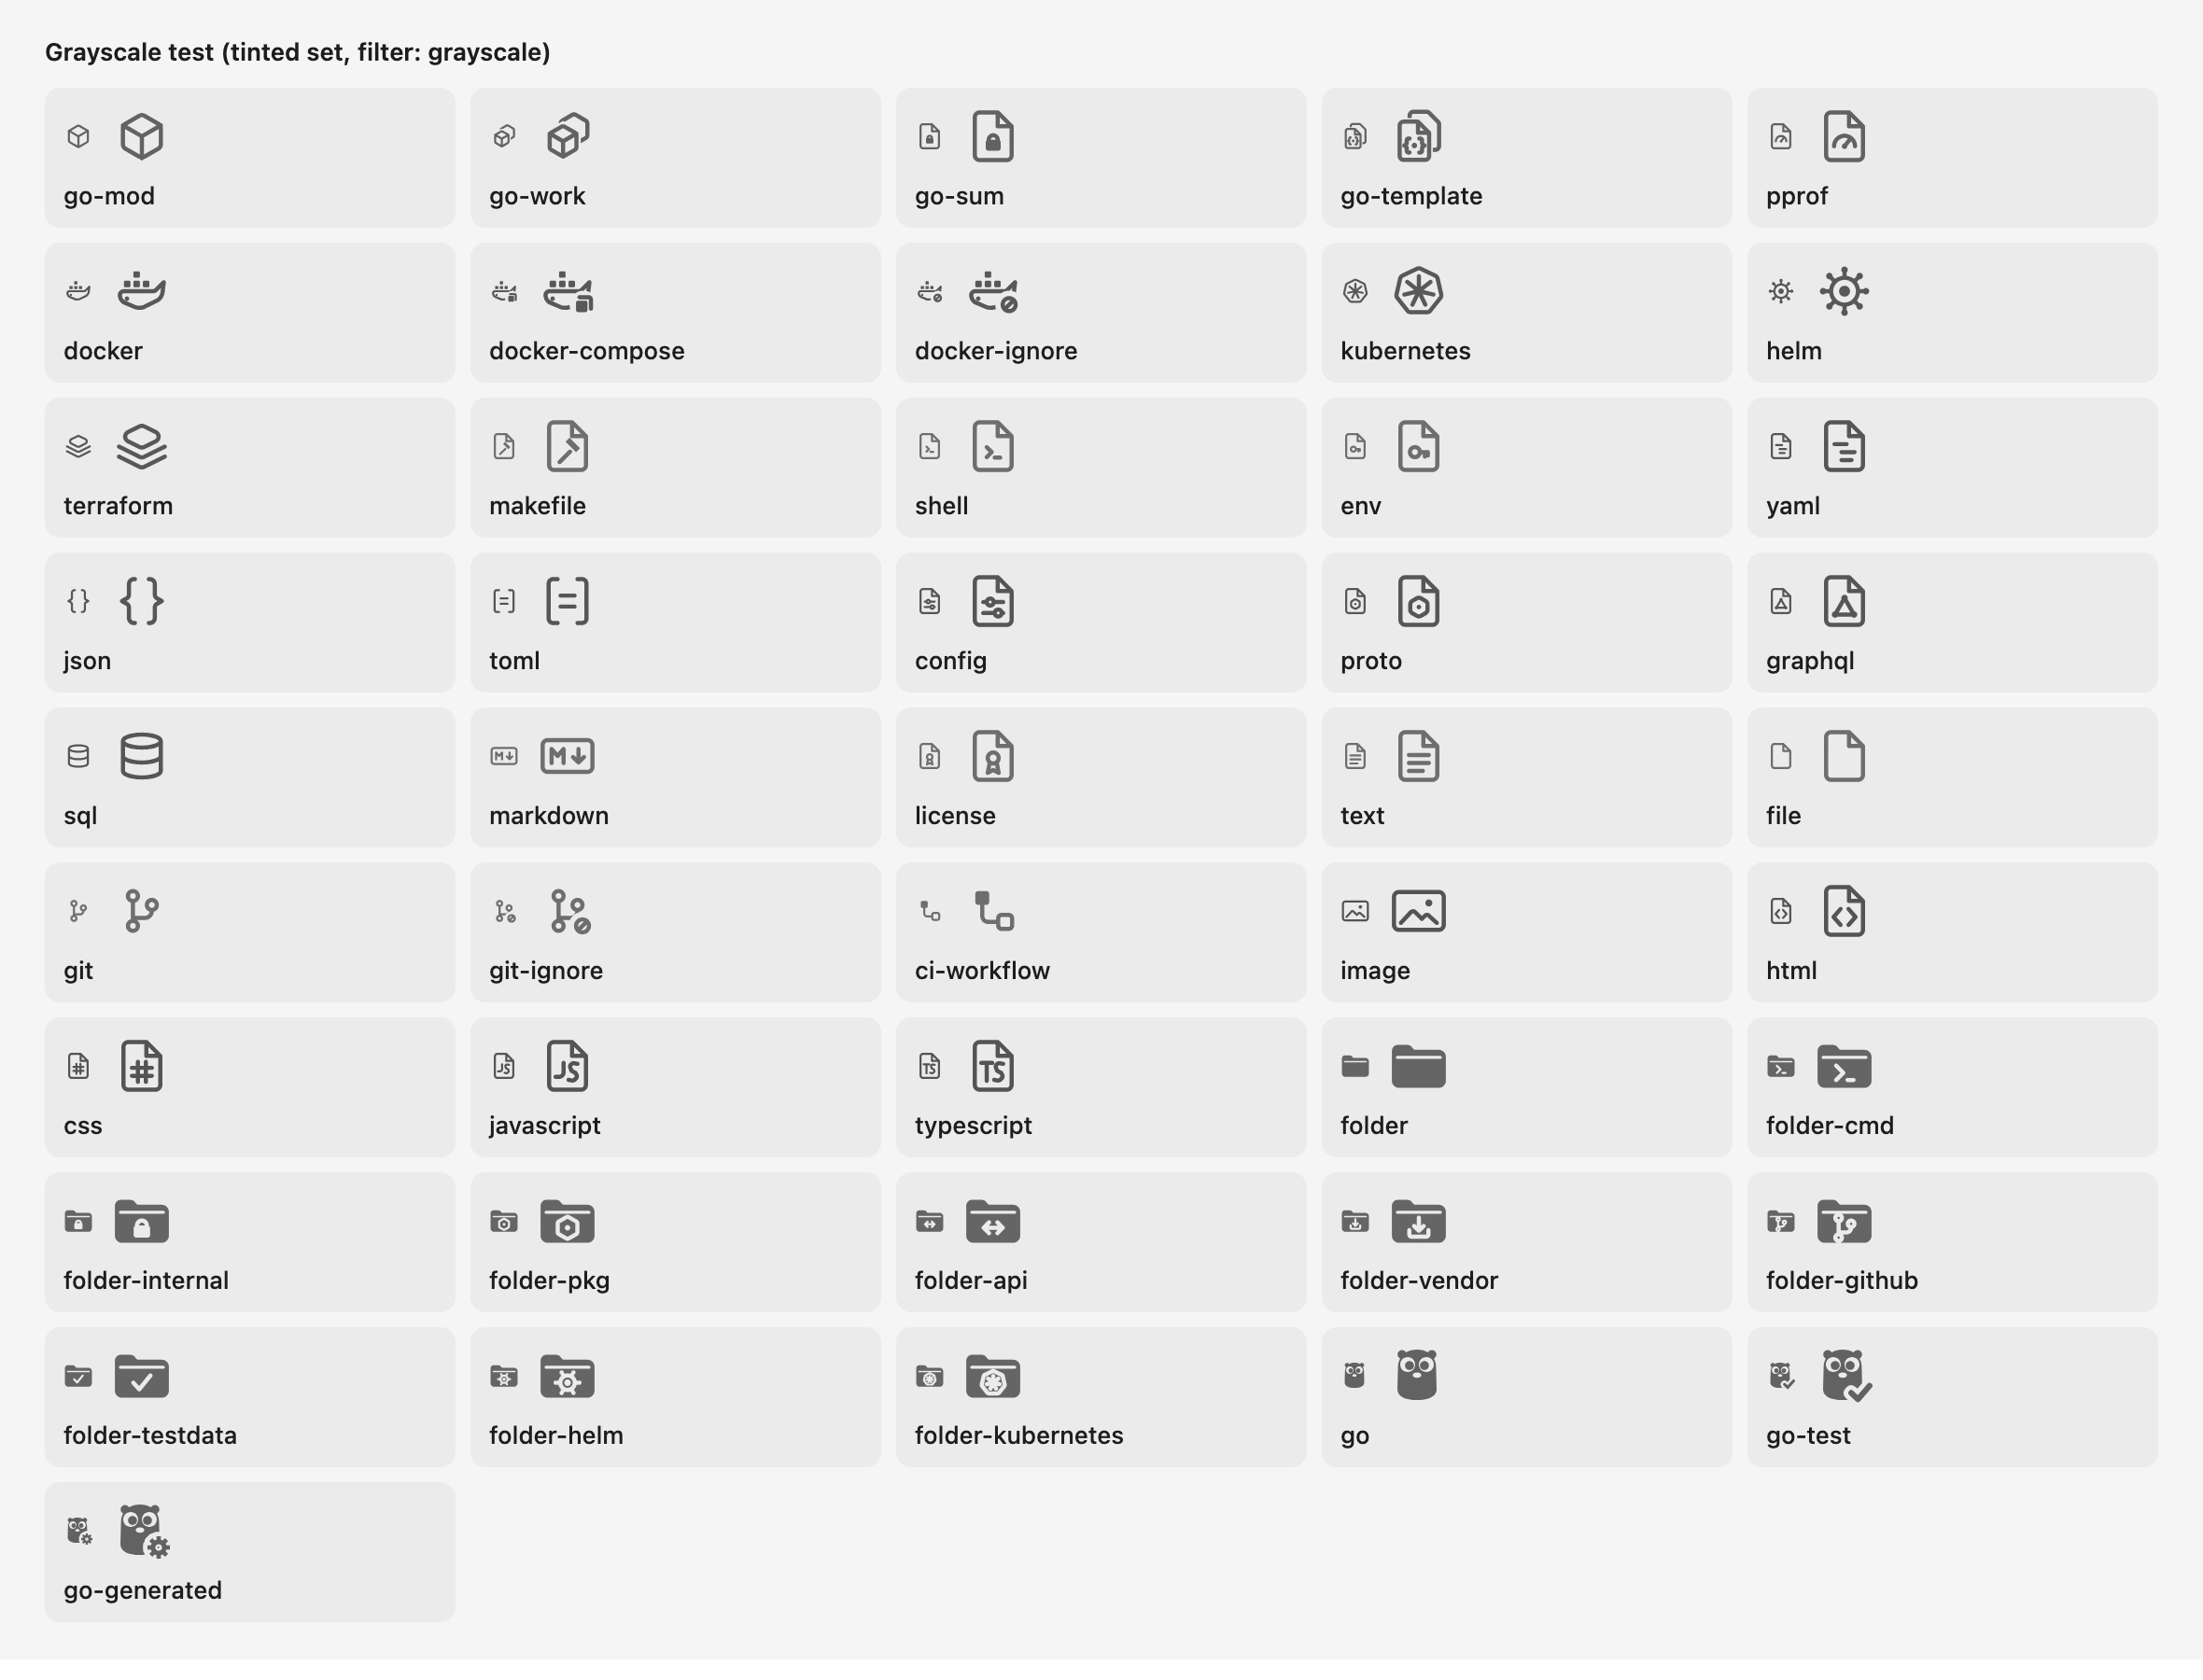 Grayscale test (tinted set, filter: grayscale)
go-mod
go-work
go-sum
go-template
pprof
docker
docker-compose
docker-ignore
kubernetes
helm
terraform
makefile
shell
env
yaml
json
toml
config
proto
graphql
sql
M
markdown
license
text
file
git
git-ignore
ci-workflow
image
html
css
JS
javascript
TS
typescript
folder
folder-cmd
folder-internal
folder-pkg
folder-api
folder-vendor
folder-github
folder-testdata
folder-helm
folder-kubernetes
go
go-test
go-generated